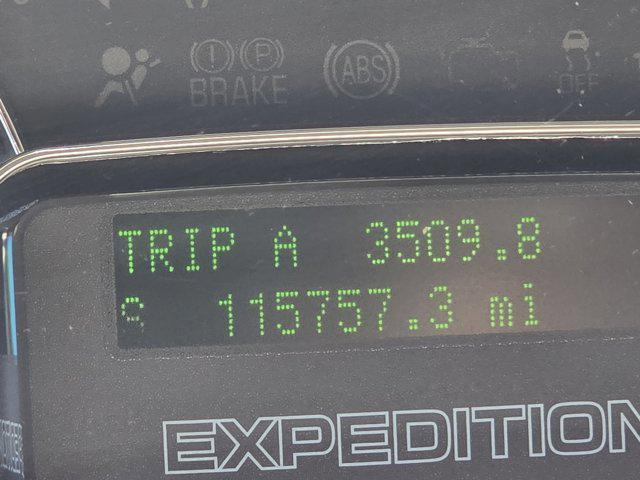 BRAKE
ABS
OFF
TRIP A 3509.8
S 115757.3 mi
EXPEDITION